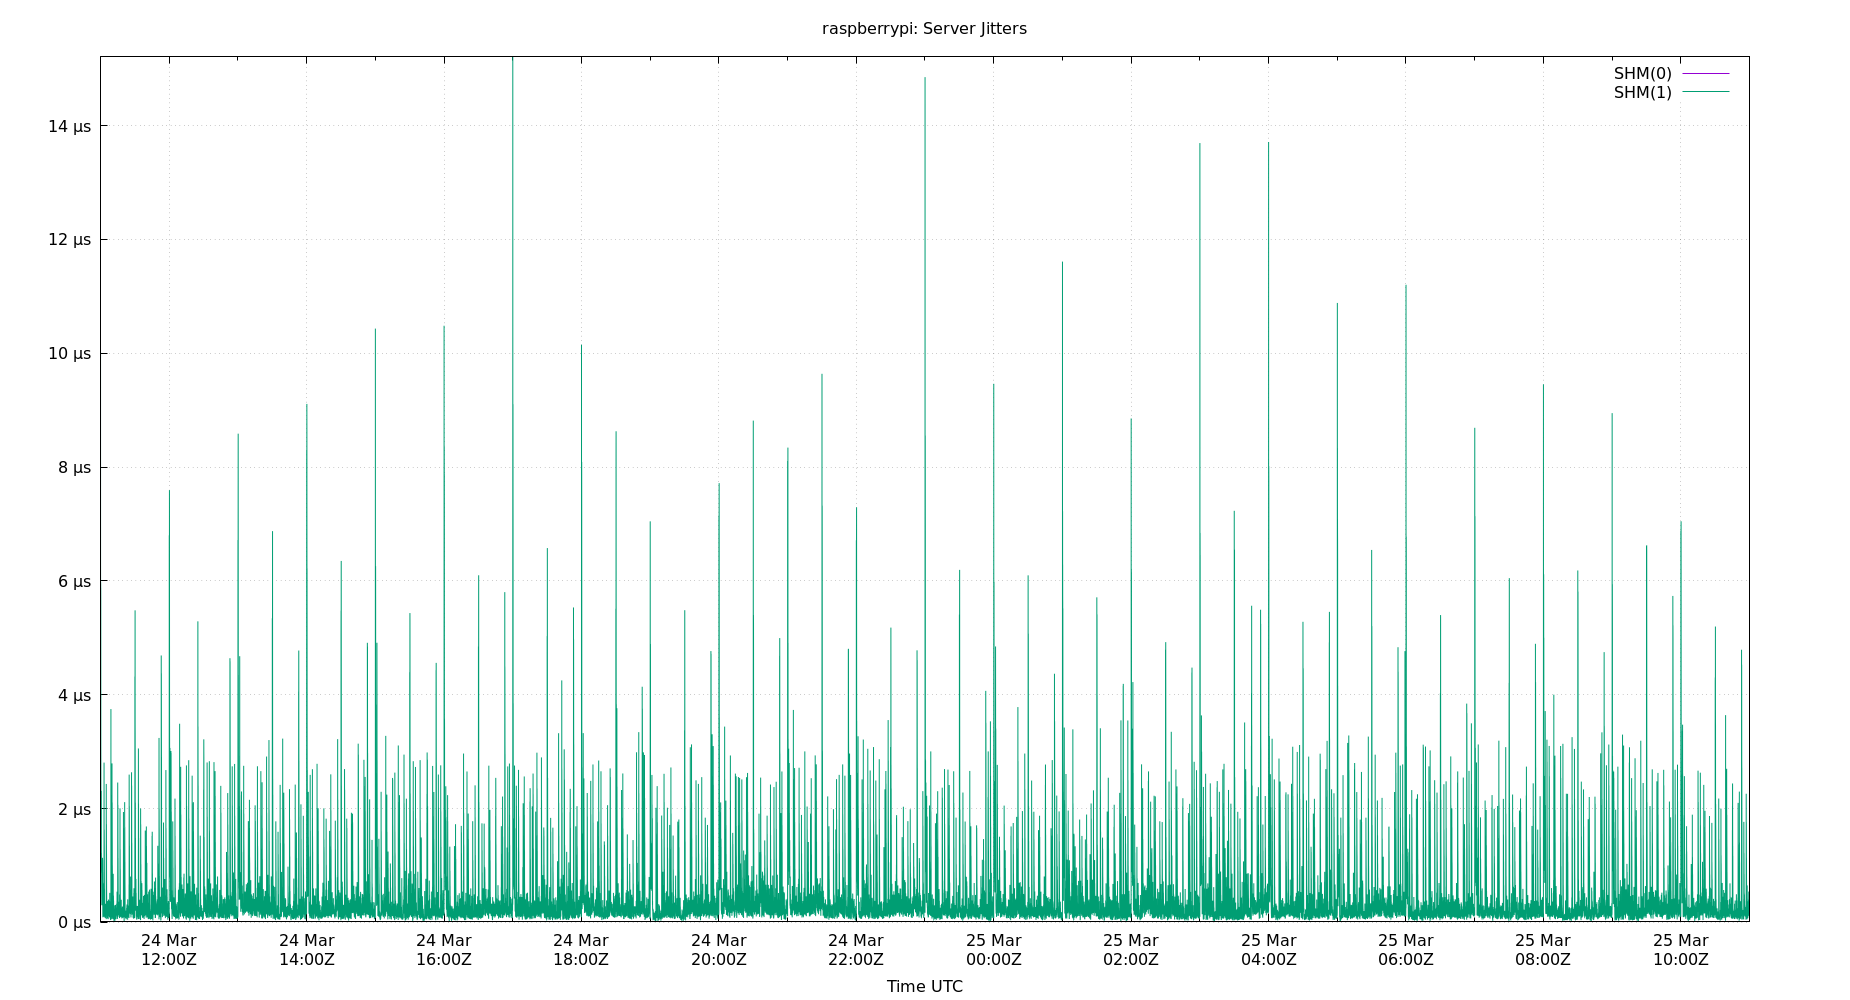 raspberrypi: Server Jitters
SHM(0)
SHM(1)
14 µs
12 µs
10 µs
8 µs
6 µs
4 µs
2 µs
0 µs
24 Mar 24 Mar 24 Mar 24 Mar 24 Mar 24 Mar 25 Mar 25 Mar 25 Mar 25 Mar 25 Mar 25 Mar
12:00Z 14:00Z 16:00Z 18:00Z 20:00Z 22:00Z 00:00Z 02:00Z 04:00Z 06:00Z 08:00Z 10:00Z
Time UTC